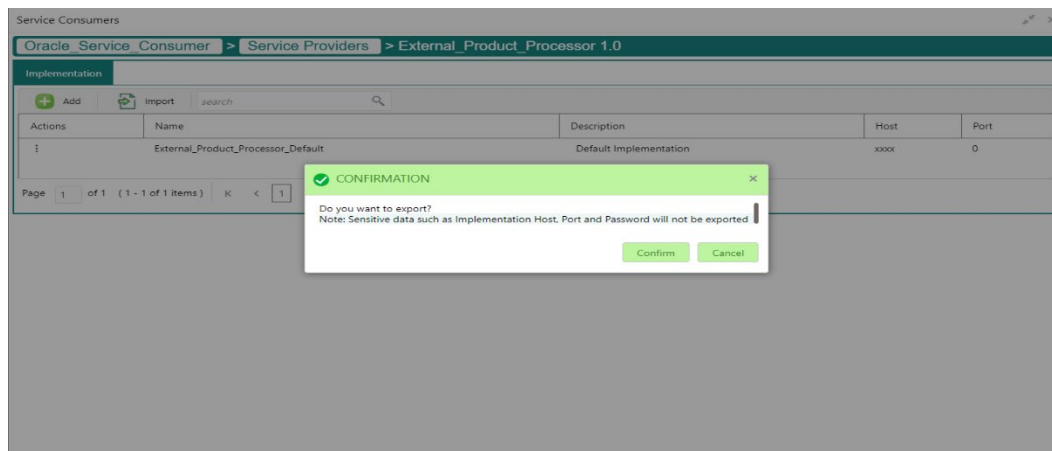 Service Consumers
Oracle_Service_Consumer > Service Providers > External_Product_Processor 1.0
Implementation
Add Import search
Actions Name Description Host Port
External_Product_Processor_Default Default Implementation xxxx 0
CONFIRMATION
Page 1 of 1 (1 - 1 of 1 items) K < 1
Do you want to export?
Note: Sensitive data such as Implementation Host, Port and Password will not be exported
Confirm Cancel